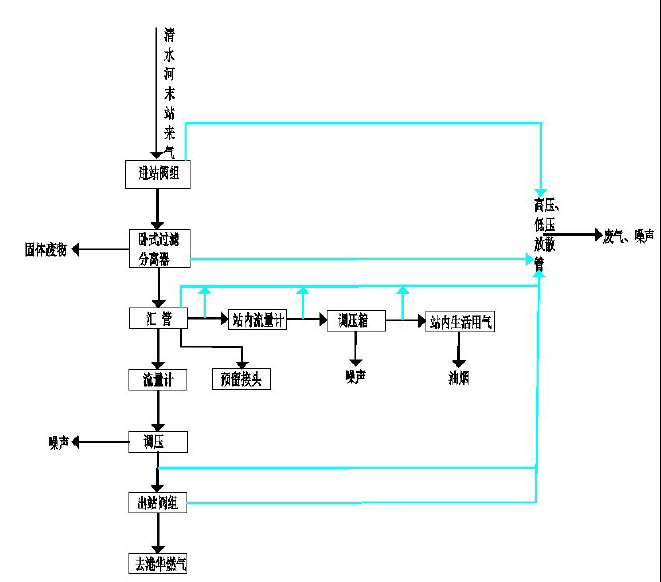 清水河末站来气
进站阀组
高压、
低压
放散
管
废气、噪声
卧式过滤
分离器
固体废物
汇管
站内流量计
调压箱
站内生活用气
流量计
预留接头
噪声
油烟
噪声
调压
出站阀组
去港华燃气